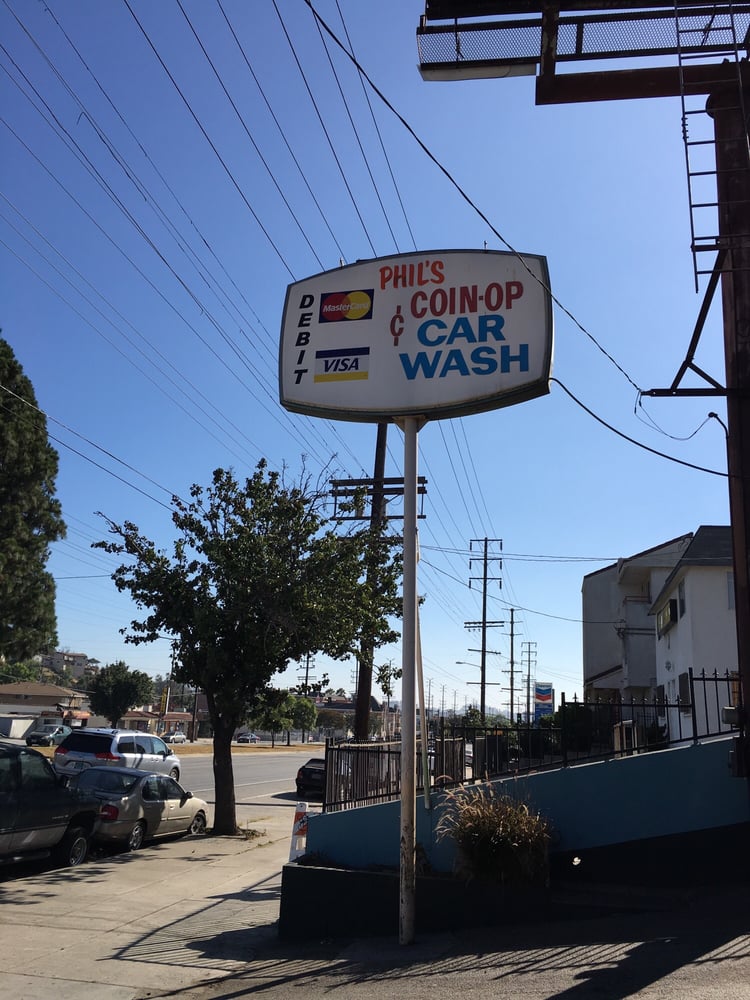 PHIL'S
¢ COIN-OP
CAR
WASH
DEBIT
MasterCard
VISA